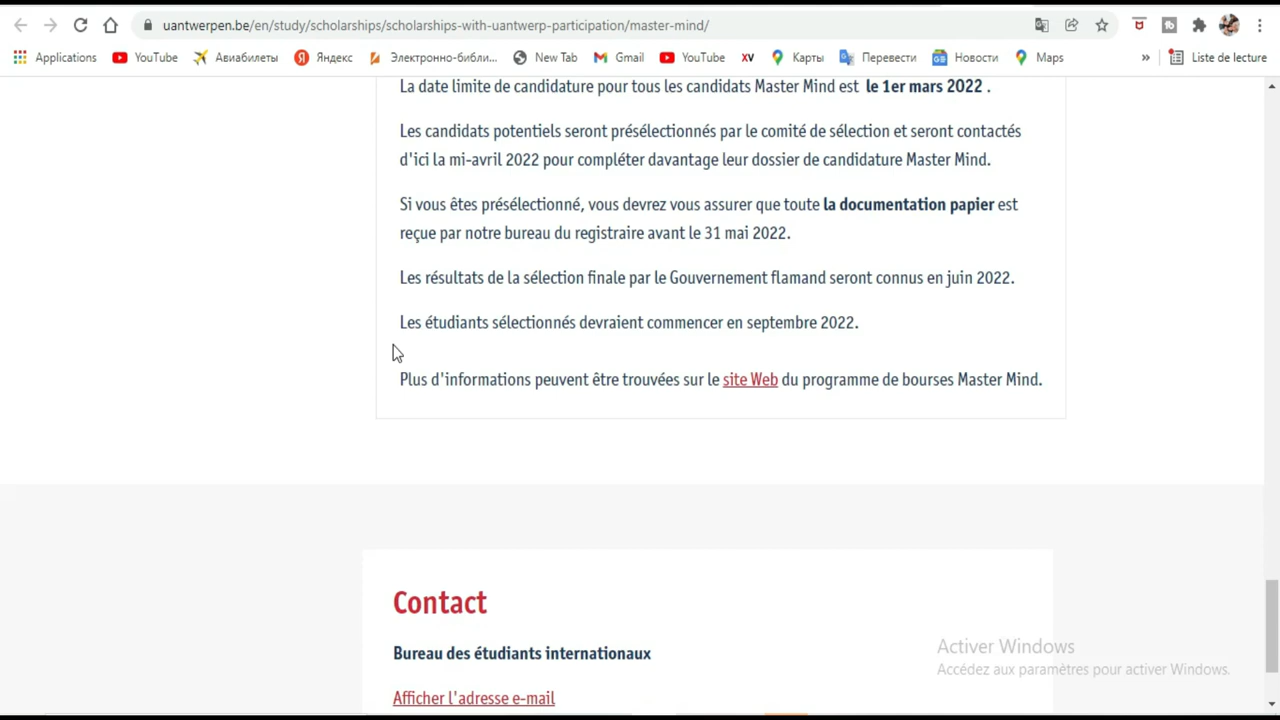 uantwerpen.be/en/study/scholarships/scholarships-with-uantwerp-participation/master-mind/
Applications YouTube Авиабилеты Яндекс Электронно-библи... New Tab Gmail YouTube XV Карты Перевести Новости Maps » Liste de lecture
La date limite de candidature pour tous les candidats Master Mind est le 1er mars 2022 .
Les candidats potentiels seront présélectionnés par le comité de sélection et seront contactés
d'ici la mi-avril 2022 pour compléter davantage leur dossier de candidature Master Mind.
Si vous êtes présélectionné, vous devrez vous assurer que toute la documentation papier est
reçue par notre bureau du registraire avant le 31 mai 2022.
Les résultats de la sélection finale par le Gouvernement flamand seront connus en juin 2022.
Les étudiants sélectionnés devraient commencer en septembre 2022.
Plus d'informations peuvent être trouvées sur le site Web du programme de bourses Master Mind.
Contact
Bureau des étudiants internationaux
Activer Windows
Accédez aux paramètres pour activer Windows.
Afficher l'adresse e-mail